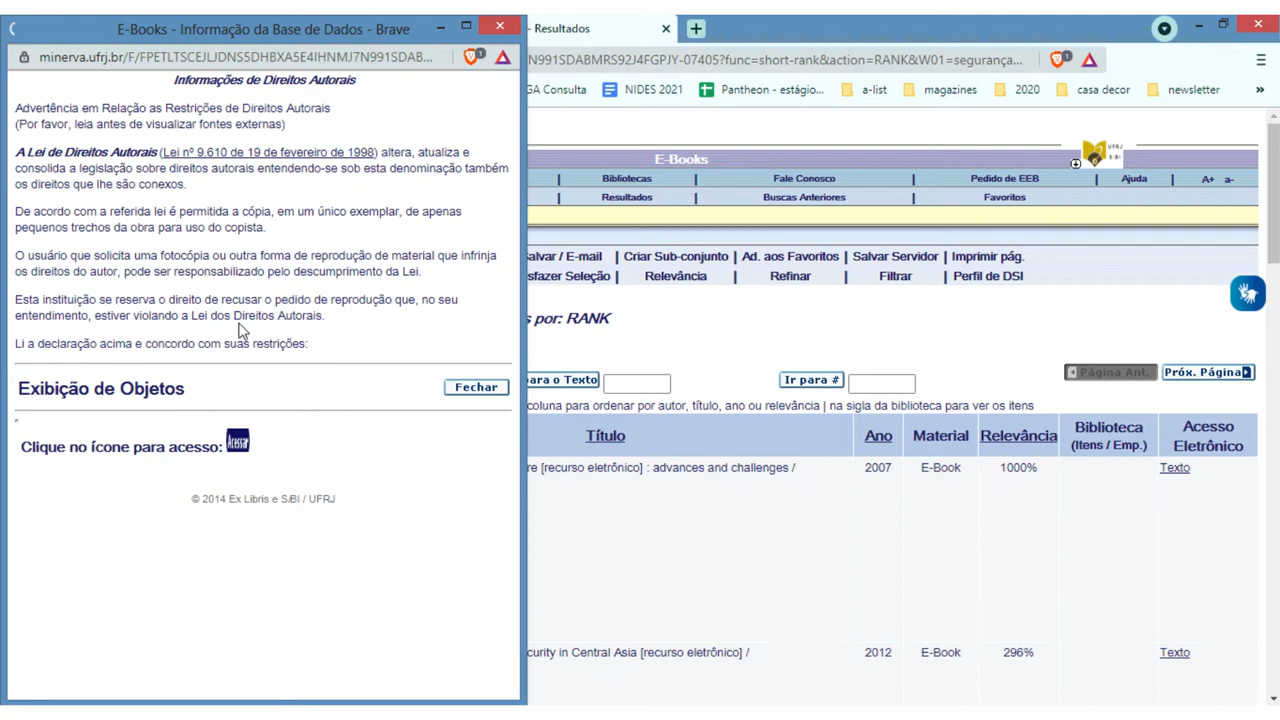 E-Books - Informação da Base de Dados - Brave
minerva.ufrj.br/F/FPETLTSCEJLJDNS5DHBXA5E4IHNMJ7N991SDAB...
Informações de Direitos Autorais
Advertência em Relação as Restrições de Direitos Autorais
(Por favor, leia antes de visualizar fontes externas)
A Lei de Direitos Autorais (Lei nº 9.610 de 19 de fevereiro de 1998) altera, atualiza e
consolida a legislação sobre direitos autorais entendendo-se sob esta denominação também
os direitos que lhe são conexos.
De acordo com a referida lei é permitida a cópia, em um único exemplar, de apenas
pequenos trechos da obra para uso do copista.
O usuário que solicita uma fotocópia ou outra forma de reprodução de material que infrinja
os direitos do autor, pode ser responsabilizado pelo descumprimento da Lei.
Esta instituição se reserva o direito de recusar o pedido de reprodução que, no seu
entendimento, estiver violando a Lei dos Direitos Autorais.
Li a declaração acima e concordo com suas restrições:
Exibição de Objetos
Fechar
Clique no ícone para acesso: Acessar
© 2014 Ex Libris e SiBI / UFRJ
- Resultados
N991SDABMRS92J4FGPJY-07405?func=short-rank&action=RANK&W01=segurança...
GA Consulta NIDES 2021 Pantheon - estágio... a-list magazines 2020 casa decor newsletter »
E-Books
UFRJ
SiBI
| Bibliotecas | Fale Conosco | Pedido de EEB | Ajuda | A+ a-
| Resultados | Buscas Anteriores | Favoritos
alvar / E-mail | Criar Sub-conjunto | Ad. aos Favoritos | Salvar Servidor | Imprimir pág.
sfazer Seleção | Relevância | Refinar | Filtrar | Perfil de DSI
s por: RANK
para o Texto Ir para # Página Ant. Próx. Página
coluna para ordenar por autor, título, ano ou relevância | na sigla da biblioteca para ver os itens
Título Ano Material Relevância Biblioteca (Itens / Emp.) Acesso Eletrônico
re [recurso eletrônico] : advances and challenges / 2007 E-Book 1000% Texto
curity in Central Asia [recurso eletrônico] / 2012 E-Book 296% Texto